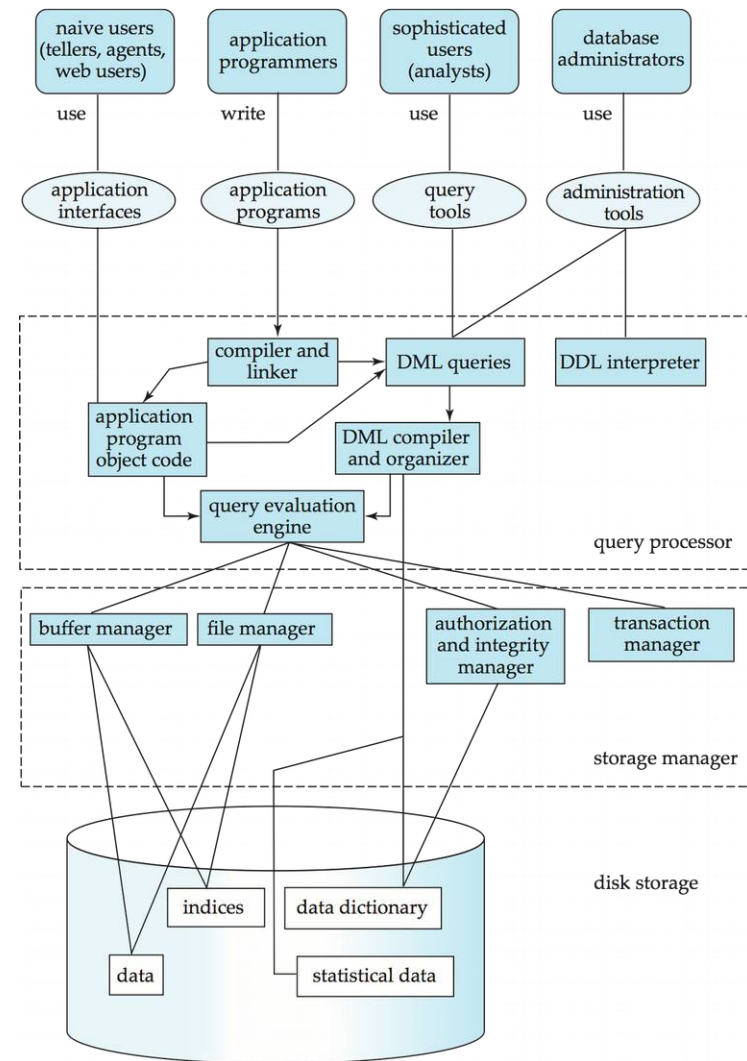 naive users
(tellers, agents,
web users)
application
programmers
sophisticated
users
(analysts)
database
administrators
use
write
use
use
application
interfaces
application
programs
query
tools
administration
tools
compiler and
linker
DML queries
DDL interpreter
application
program
object code
DML compiler
and organizer
query evaluation
engine
query processor
buffer manager
file manager
authorization
and integrity
manager
transaction
manager
storage manager
disk storage
indices
data dictionary
data
statistical data